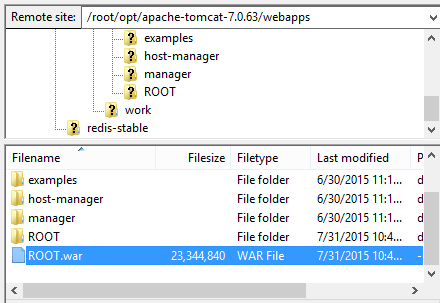 Remote site: /root/opt/apache-tomcat-7.0.63/webapps
examples
host-manager
manager
ROOT
work
redis-stable
Filename Filesize Filetype Last modified P
examples File folder 6/30/2015 11:1... d
host-manager File folder 6/30/2015 11:1... d
manager File folder 6/30/2015 11:1... d
ROOT File folder 7/31/2015 10:4... d
ROOT.war 23,344,840 WAR File 7/31/2015 10:4... -